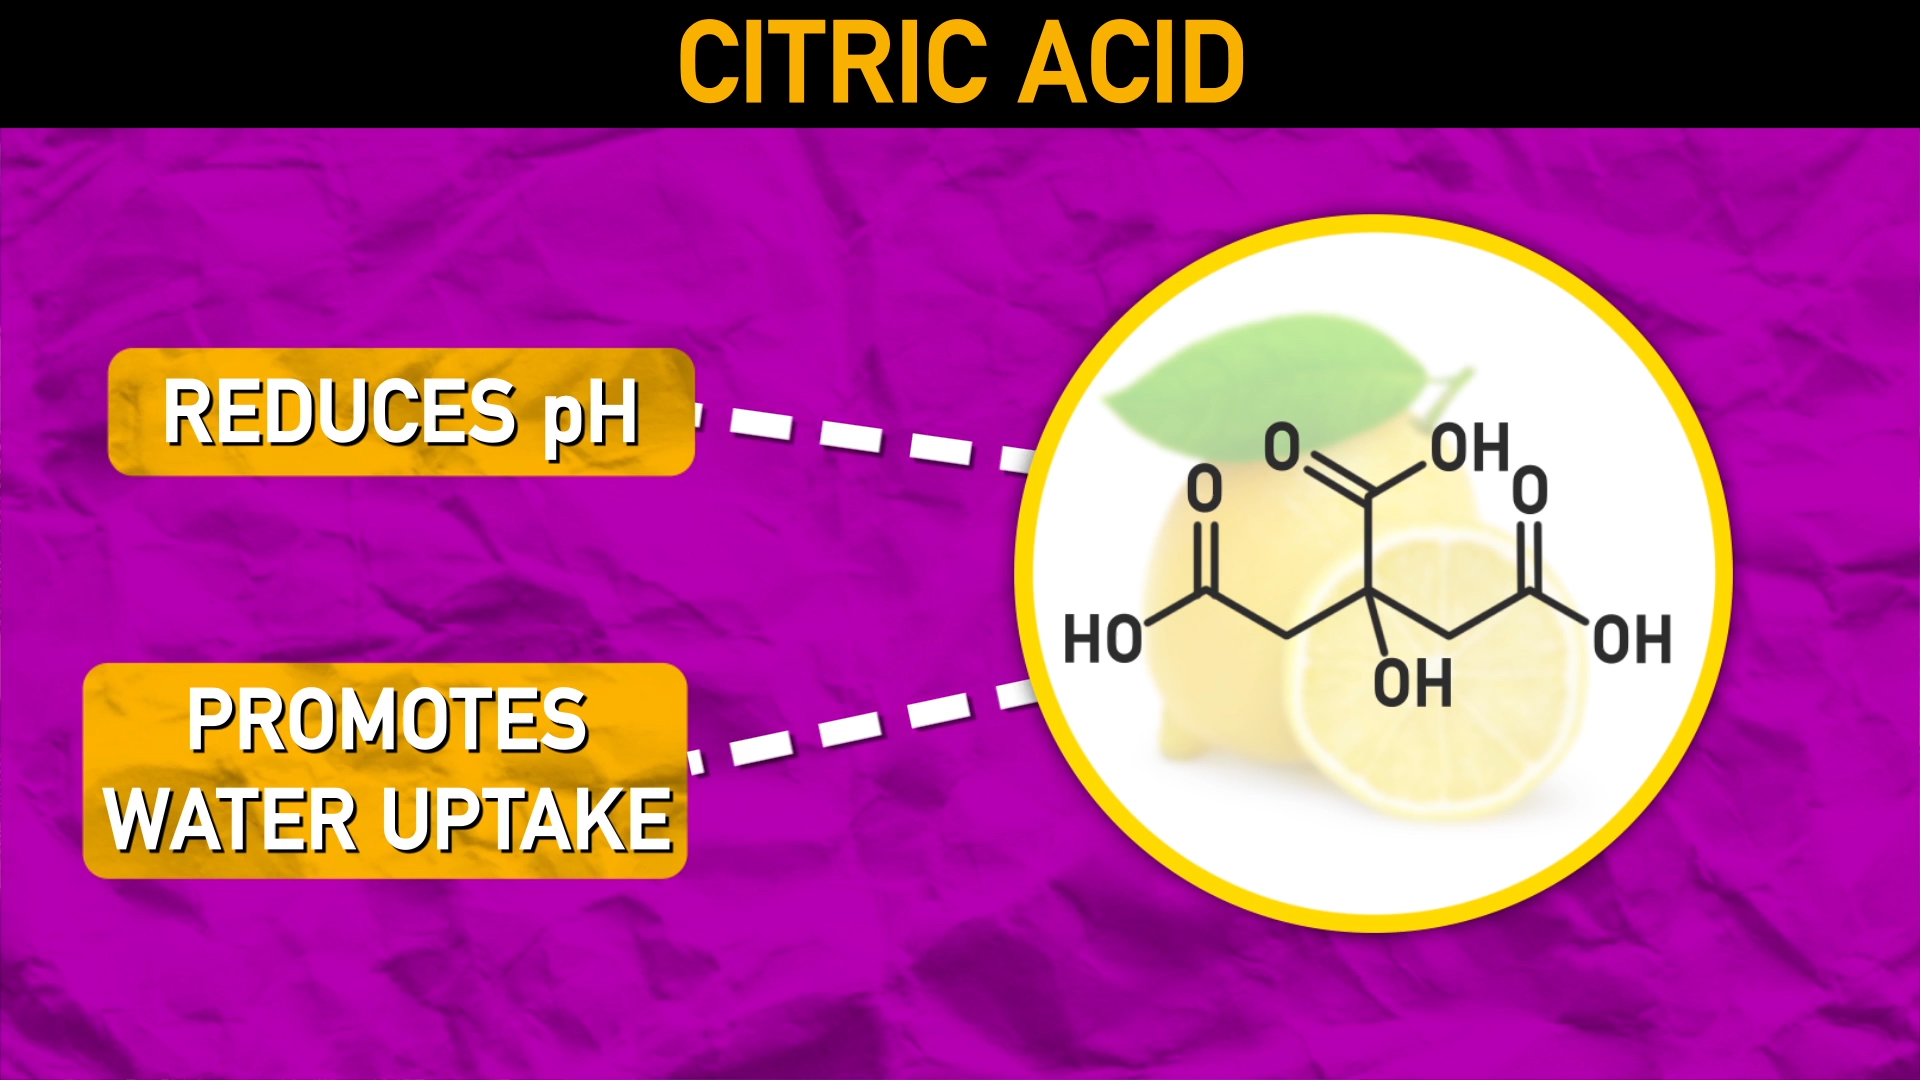 CITRIC ACID
REDUCES pH
PROMOTES
WATER UPTAKE
O
OH
O
O
HO
OH
OH